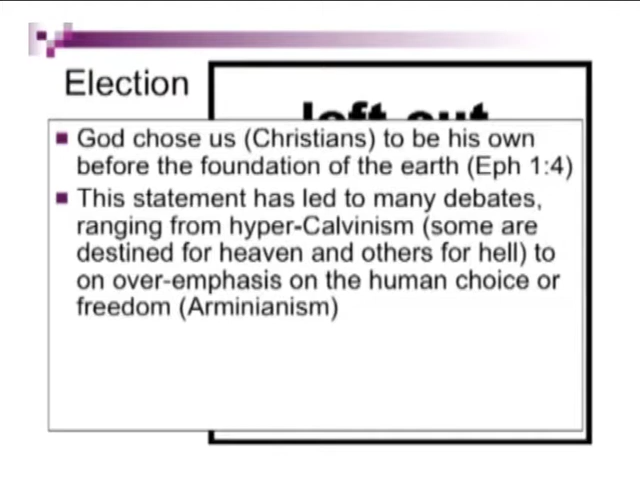 Election
left out
God chose us (Christians) to be his own
before the foundation of the earth (Eph 1:4)
This statement has led to many debates,
ranging from hyper-Calvinism (some are
destined for heaven and others for hell) to
on over-emphasis on the human choice or
freedom (Arminianism)